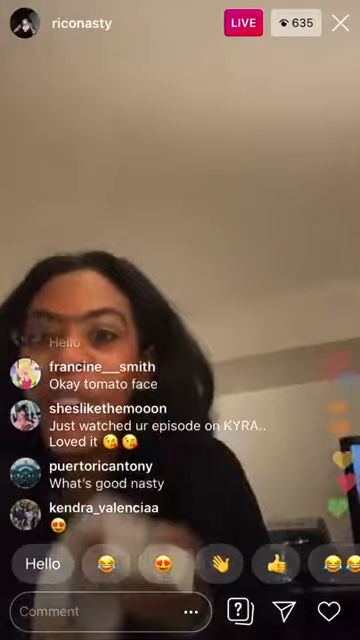 riconasty
LIVE
635
Hello
francine___smith
Okay tomato face
sheslikethemooon
Just watched ur episode on KYRA..
Loved it 😘😘
puertoricantony
What's good nasty
kendra_valenciaa
😍
Hello
Comment